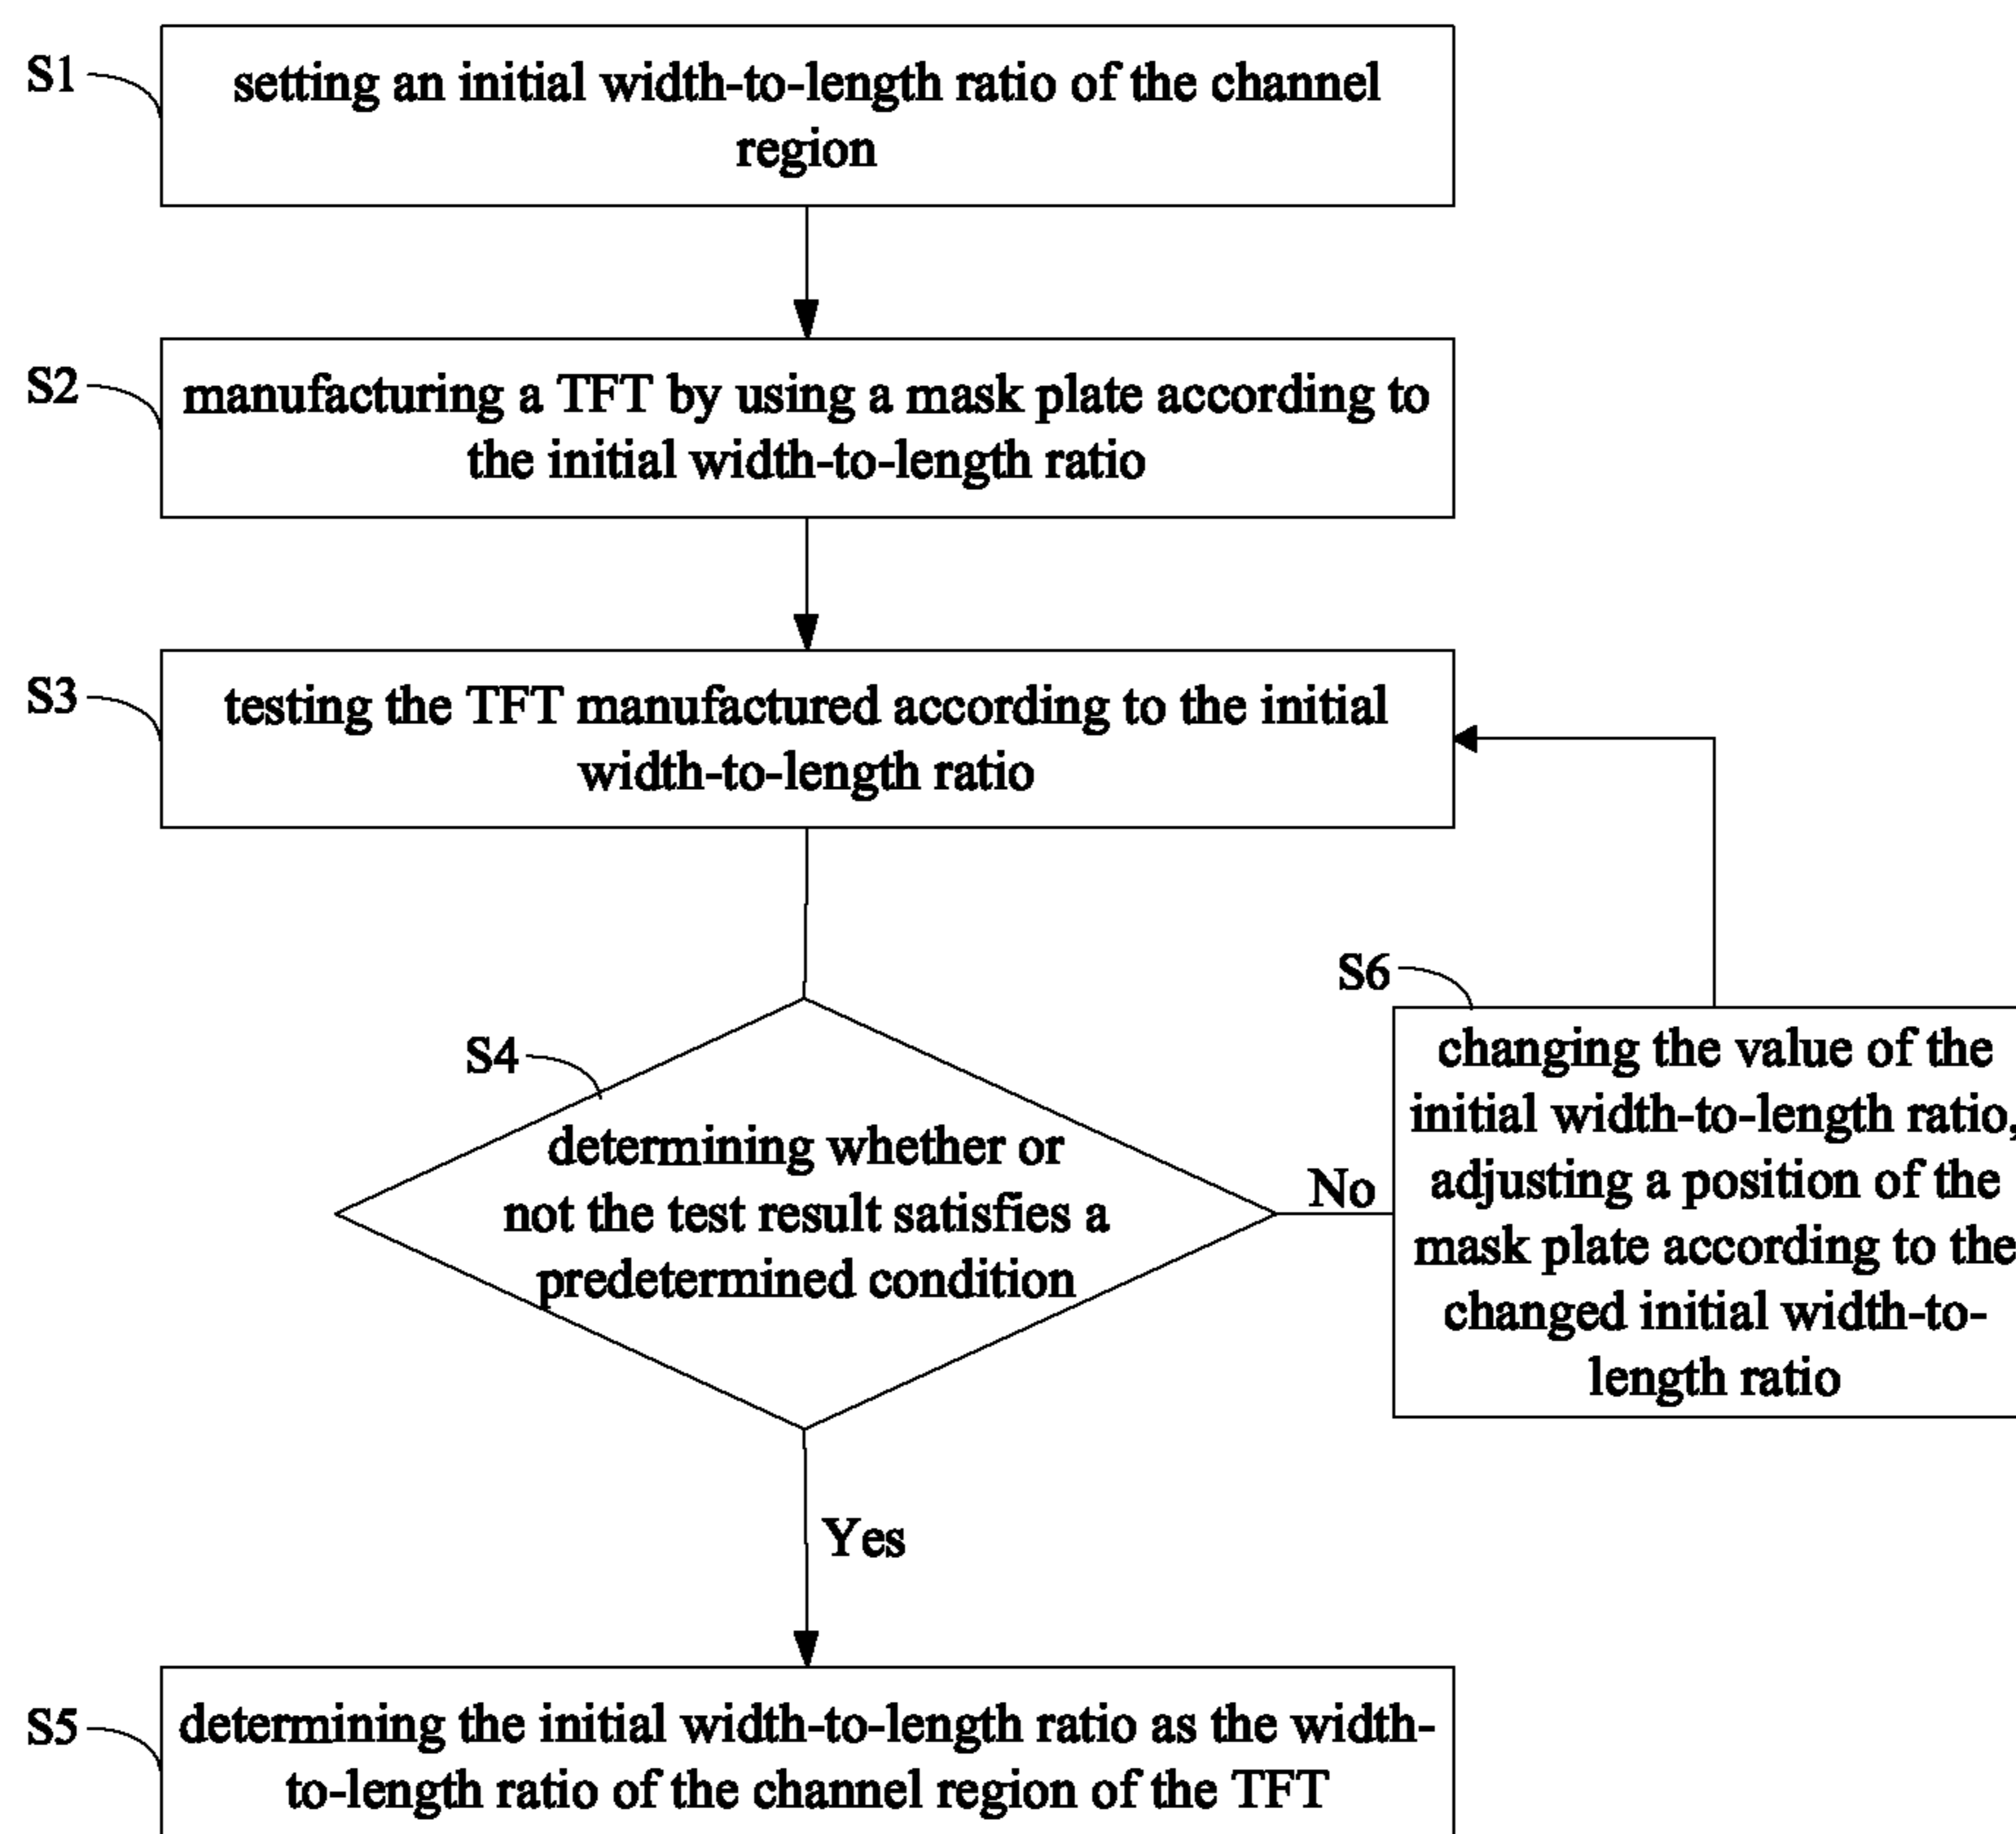 S1
setting an initial width-to-length ratio of the channel
region
S2
manufacturing a TFT by using a mask plate according to
the initial width-to-length ratio
S3
testing the TFT manufactured according to the initial
width-to-length ratio
S4
determining whether or
not the test result satisfies a
predetermined condition
No
S6
changing the value of the
initial width-to-length ratio,
adjusting a position of the
mask plate according to the
changed initial width-to-
length ratio
Yes
S5
determining the initial width-to-length ratio as the width-
to-length ratio of the channel region of the TFT